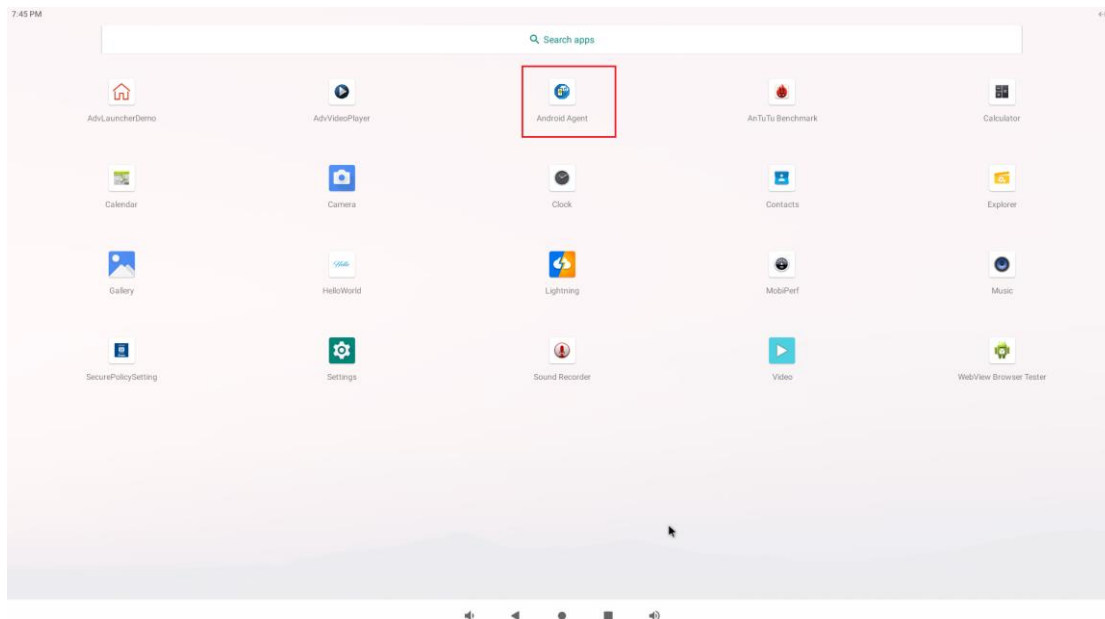 7:45 PM
Search apps
AdvLauncherDemo
AdvVideoPlayer
Android Agent
AnTuTu Benchmark
Calculator
Calendar
Camera
Clock
Contacts
Explorer
Gallery
HelloWorld
Lightning
MobiPerf
Music
SecurePolicySetting
Settings
Sound Recorder
Video
WebView Browser Tester
Hello